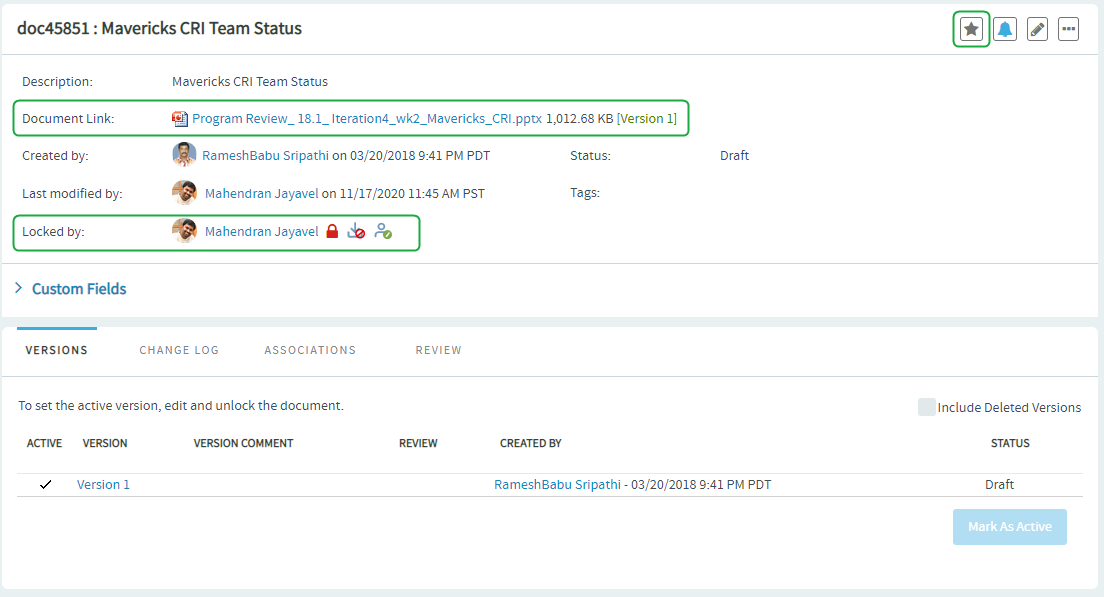 doc45851 : Mavericks CRI Team Status
Description: Mavericks CRI Team Status
Document Link: Program Review_ 18.1_ Iteration4_wk2_Mavericks_CRI.pptx 1,012.68 KB [Version 1]
Created by: RameshBabu Sripathi on 03/20/2018 9:41 PM PDT Status: Draft
Last modified by: Mahendran Jayavel on 11/17/2020 11:45 AM PST Tags:
Locked by: Mahendran Jayavel
Custom Fields
VERSIONS CHANGE LOG ASSOCIATIONS REVIEW
To set the active version, edit and unlock the document. Include Deleted Versions
ACTIVE VERSION VERSION COMMENT REVIEW CREATED BY STATUS
Version 1 RameshBabu Sripathi - 03/20/2018 9:41 PM PDT Draft
Mark As Active